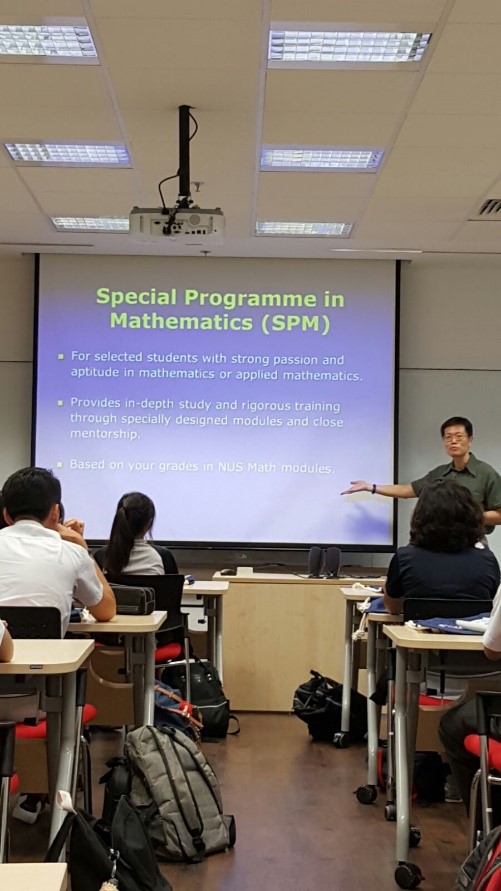 Special Programme in
Mathematics (SPM)
For selected students with strong passion and
aptitude in mathematics or applied mathematics.
Provides in-depth study and rigorous training
through specially designed modules and close
mentorship.
Based on your grades in NUS Math modules.